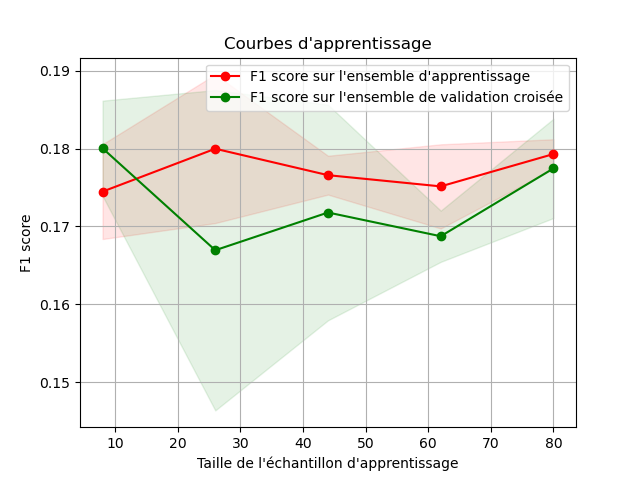 Courbes d'apprentissage
F1 score sur l'ensemble d'apprentissage
F1 score sur l'ensemble de validation croisée
0.19
0.18
0.17
0.16
0.15
F1 score
10 20 30 40 50 60 70 80
Taille de l'échantillon d'apprentissage